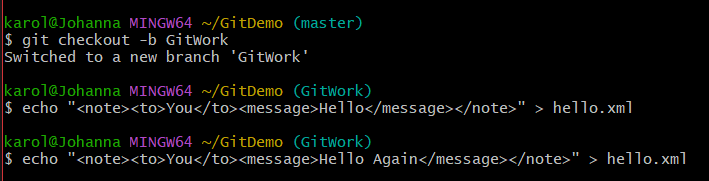 karol@Johanna MINGW64 ~/GitDemo (master)
$ git checkout -b GitWork
Switched to a new branch 'GitWork'
karol@Johanna MINGW64 ~/GitDemo (GitWork)
$ echo "<note><to>You</to><message>Hello</message></note>" > hello.xml
karol@Johanna MINGW64 ~/GitDemo (GitWork)
$ echo "<note><to>You</to><message>Hello Again</message></note>" > hello.xml